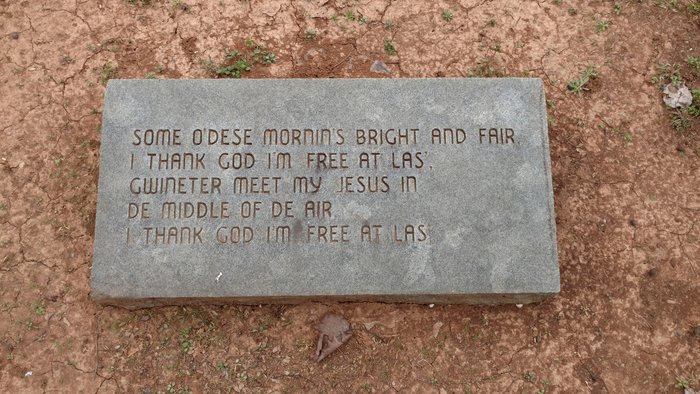 SOME O'DESE MORNIN'S BRIGHT AND FAIR,
I THANK GOD I'M FREE AT LAS',
GWINETER MEET MY JESUS IN
DE MIDDLE OF DE AIR,
I THANK GOD I'M FREE AT LAS'